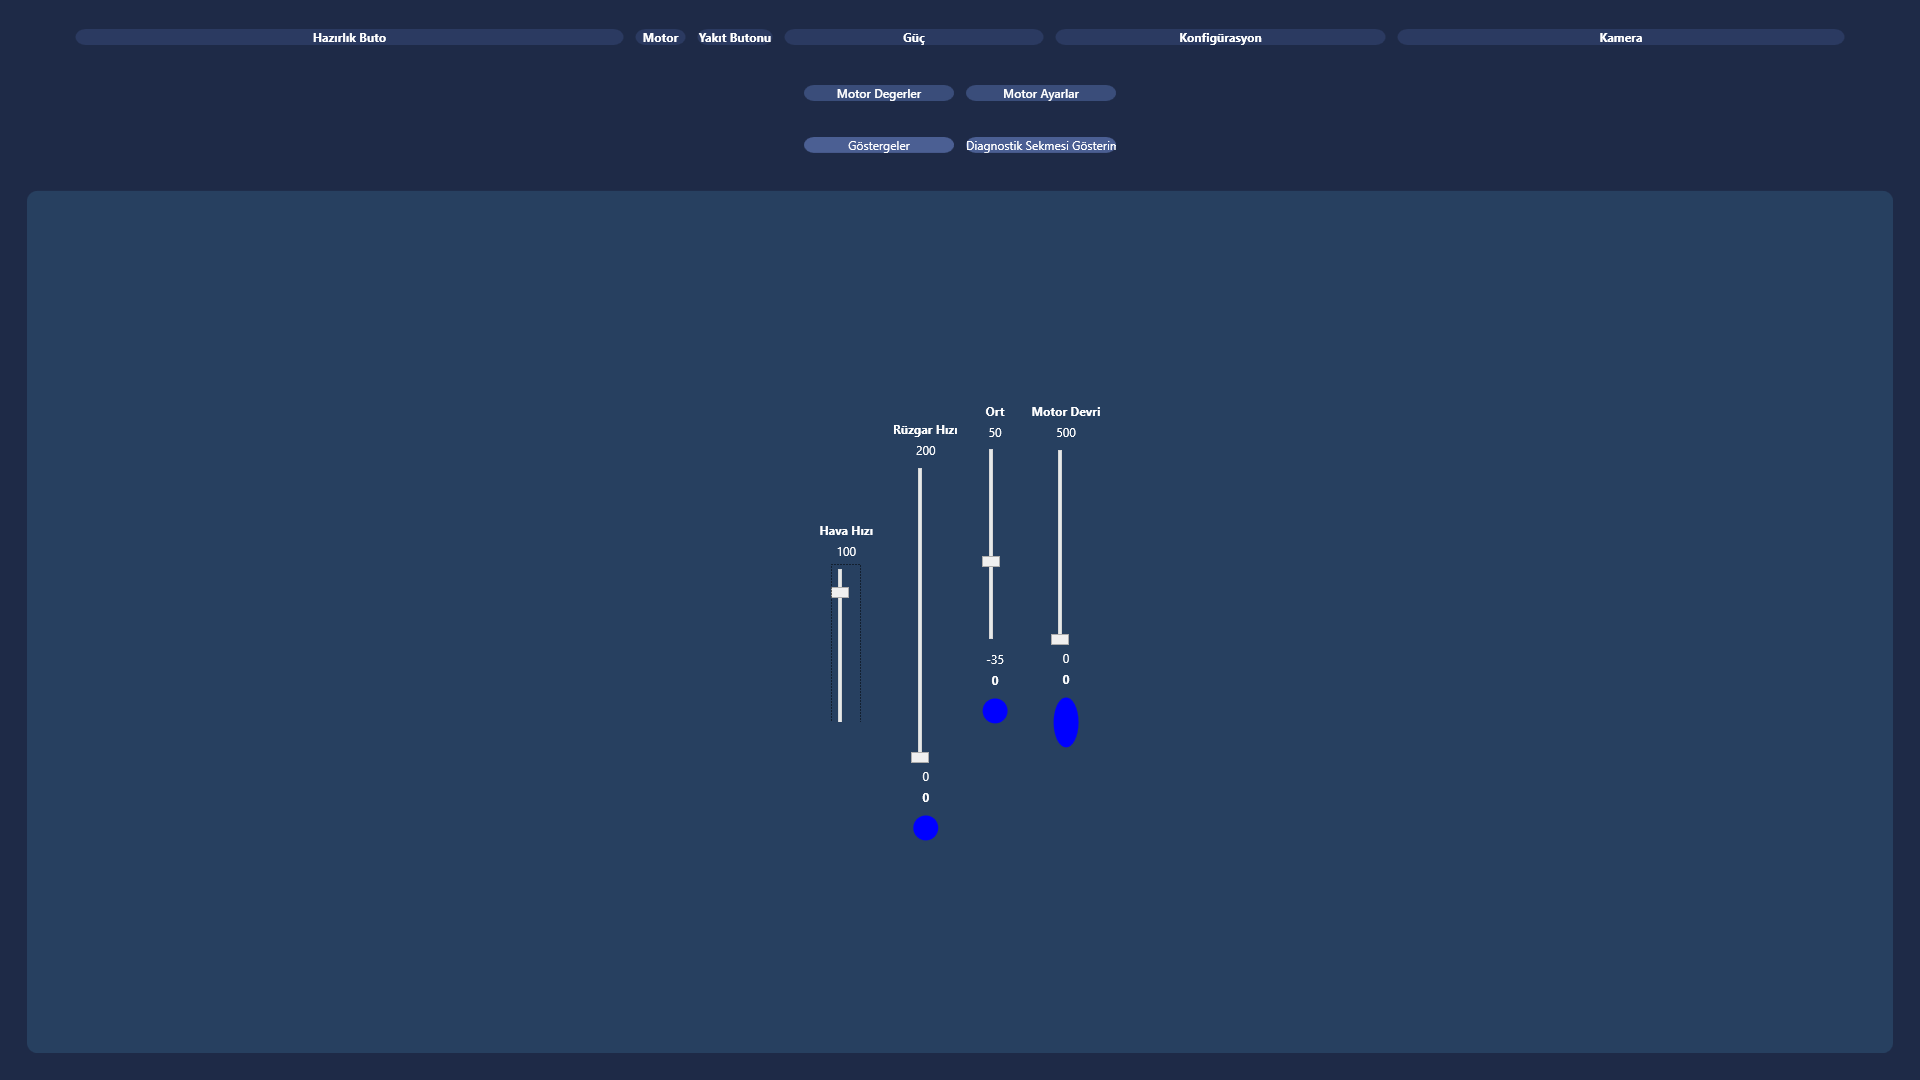 Hazırlık Buto
Motor
Yakıt Butonu
Güç
Konfigürasyon
Kamera
Motor Degerler
Motor Ayarlar
Göstergeler
Diagnostik Sekmesi Gösterin
Hava Hızı
100
Rüzgar Hızı
200
0
0
Ort
50
-35
0
Motor Devri
500
0
0